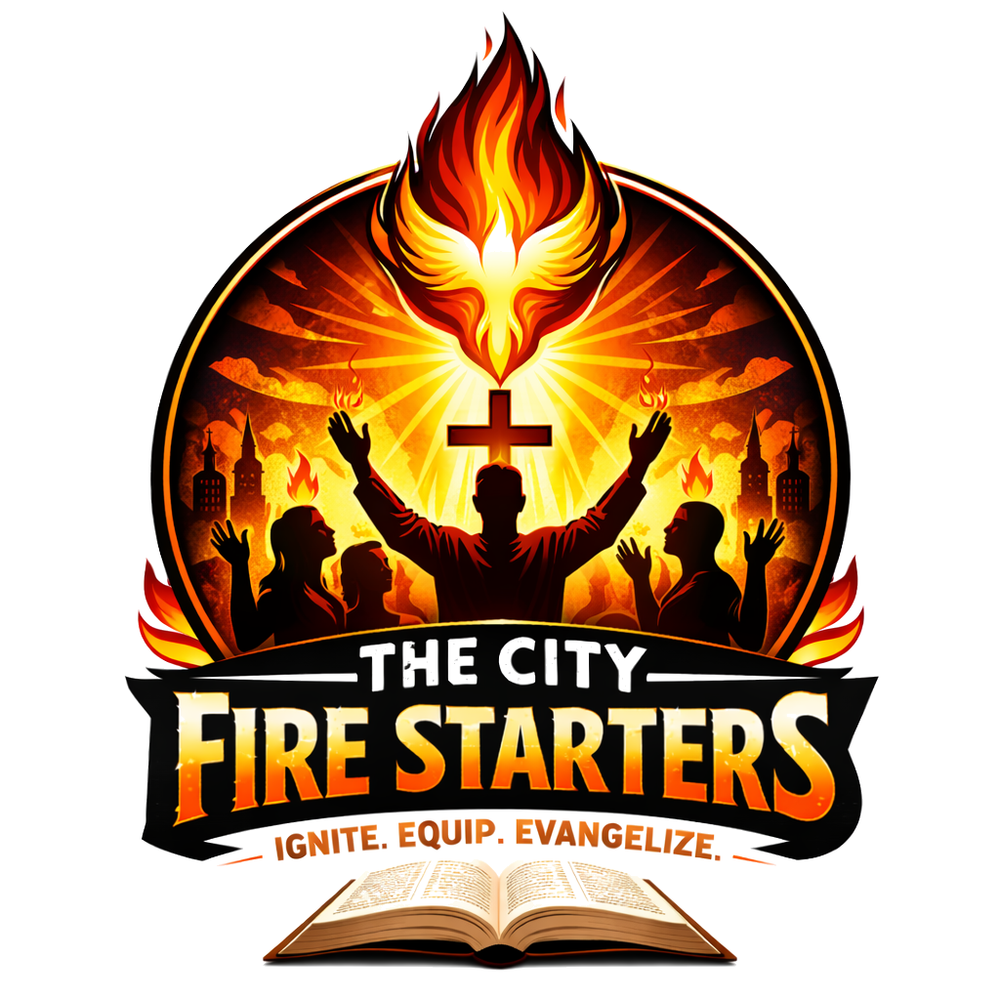 THE CITY
FIRE STARTERS
IGNITE. EQUIP. EVANGELIZE.